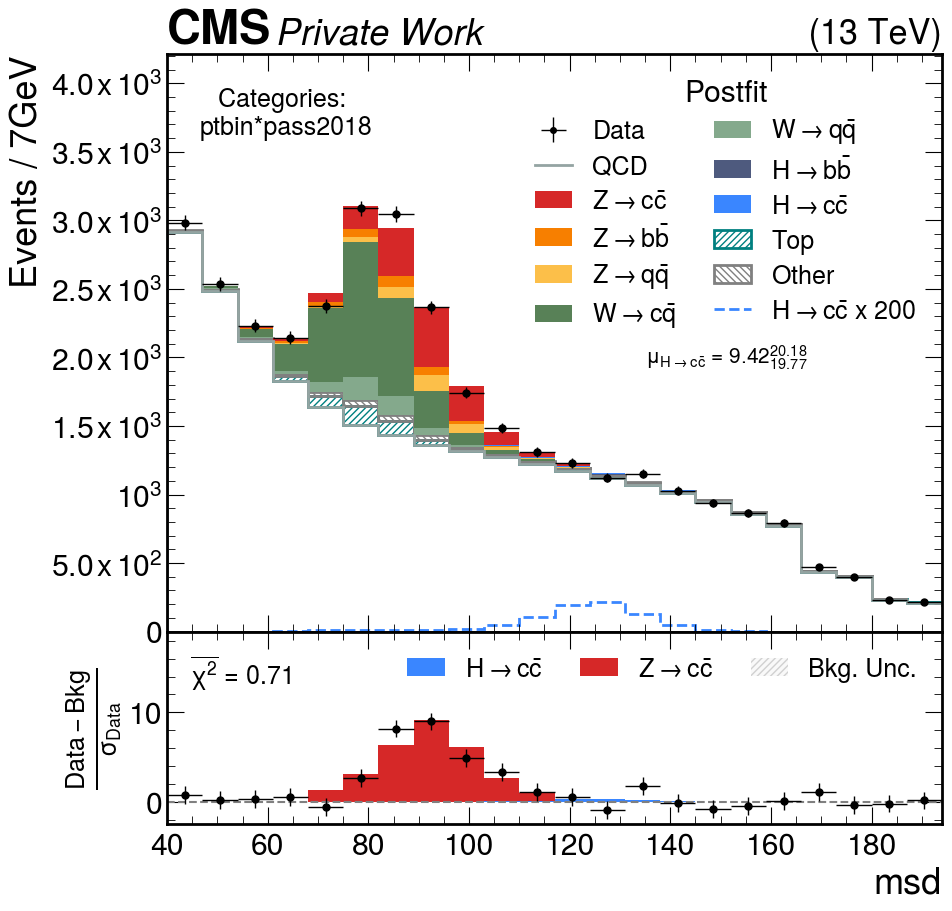 CMS Private Work (13 TeV)
Events / 7GeV
4.0 x 10³
3.5 x 10³
3.0 x 10³
2.5 x 10³
2.0 x 10³
1.5 x 10³
10³
5.0 x 10²
0
Categories:
ptbin*pass2018
Postfit
Data
QCD
Z → cc̄
Z → bb̄
Z → qq̄
W → cq̄
W → qq̄
H → bb̄
H → cc̄
Top
Other
H → cc̄ x 200
μ_{H → cc̄} = 9.42^{20.18}_{19.77}
Data – Bkg
σ_{Data}
10
0
χ² = 0.71
H → cc̄
Z → cc̄
Bkg. Unc.
40 60 80 100 120 140 160 180
msd